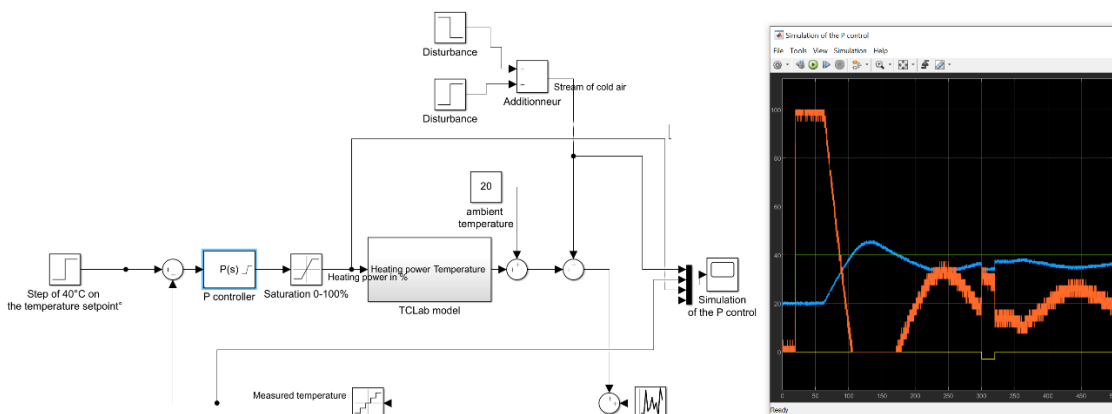 Disturbance
Disturbance
Stream of cold air
Additionneur
20
ambient
temperature
Step of 40°C on
the temperature setpoint°
P(s)
P controller
Saturation 0-100%
Heating power in %
Heating power Temperature
TCLab model
Simulation
of the P control
Measured temperature
Simulation of the P control
File Tools View Simulation Help
100
80
60
40
20
0
0 50 100 150 200 250 300 350 400 450
Ready